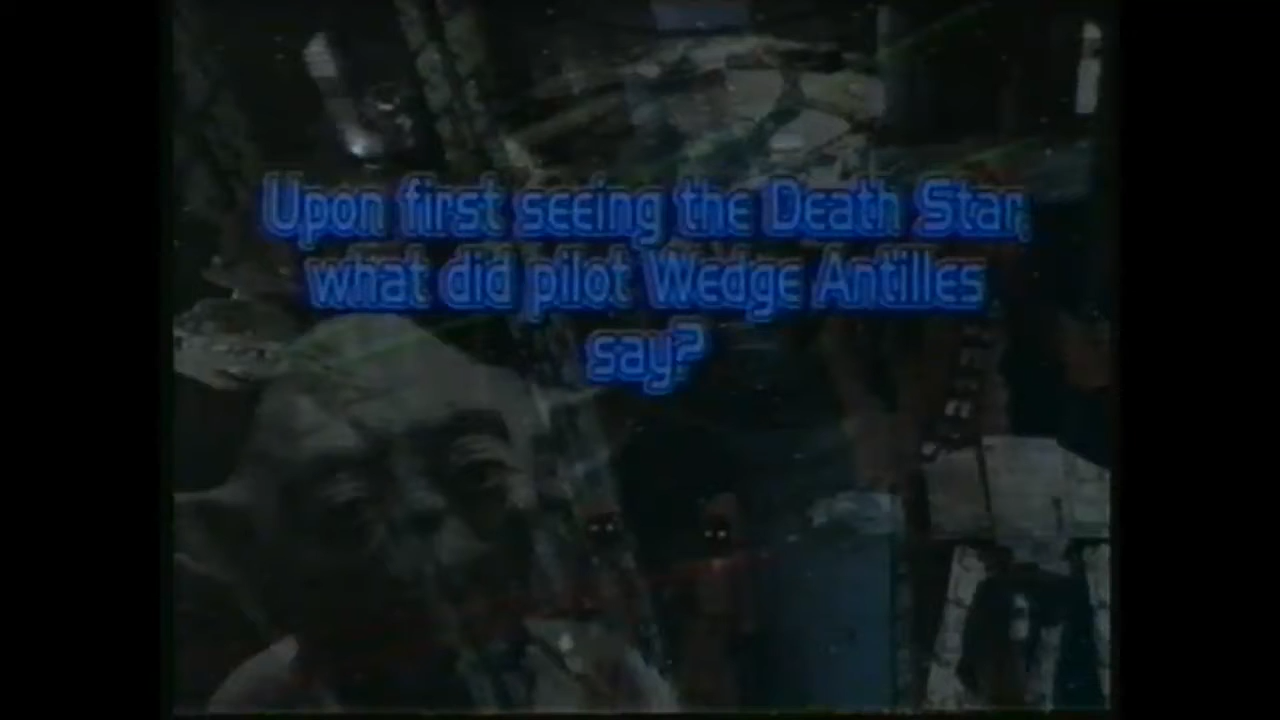 Upon first seeing the Death Star,
what did pilot Wedge Antilles
say?